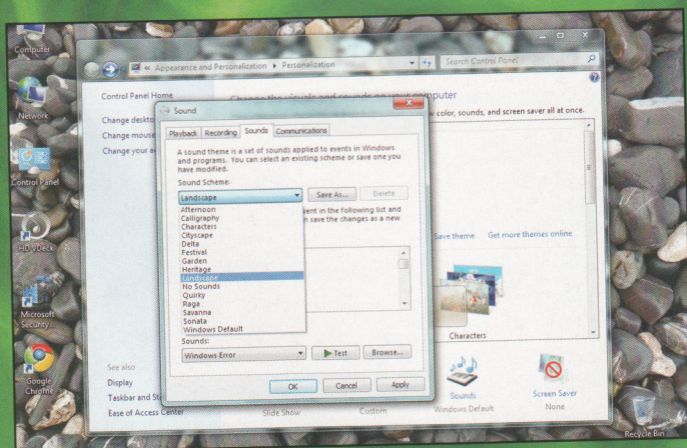 Computer
Network
Control Panel
HD VDeck
Microsoft
Security...
Google
Chrome
Recycle Bin
« Appearance and Personalization ▸ Personalization
Search Control Panel
Control Panel Home
Change the visuals and sounds on your computer
Change deskto
Change mouse
Change your a
w color, sounds, and screen saver all at once.
Sound
Playback
Recording
Sounds
Communications
A sound theme is a set of sounds applied to events in Windows
and programs. You can select an existing scheme or save one you
have modified.
Sound Scheme:
Landscape
Save As...
Delete
Afternoon
Calligraphy
Characters
Cityscape
Delta
Festival
Garden
Heritage
Landscape
No Sounds
Quirky
Raga
Savanna
Sonata
Windows Default
vent in the following list and
n save the changes as a new
Sounds:
Windows Error
Test
Browse...
OK
Cancel
Apply
Save theme
Get more themes online
Characters
See also
Display
Taskbar and St
Ease of Access Center
Slide Show
Custom
Sounds
Windows Default
Screen Saver
None